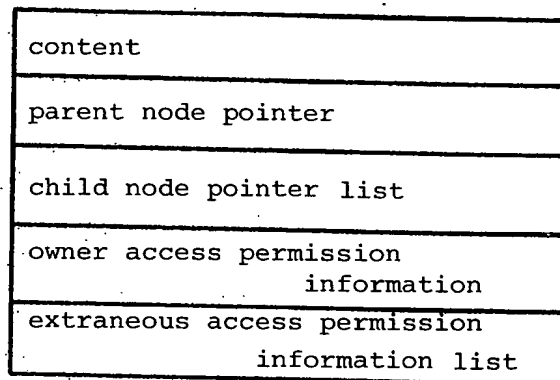 content
parent node pointer
child node pointer list
owner access permission
information
extraneous access permission
information list